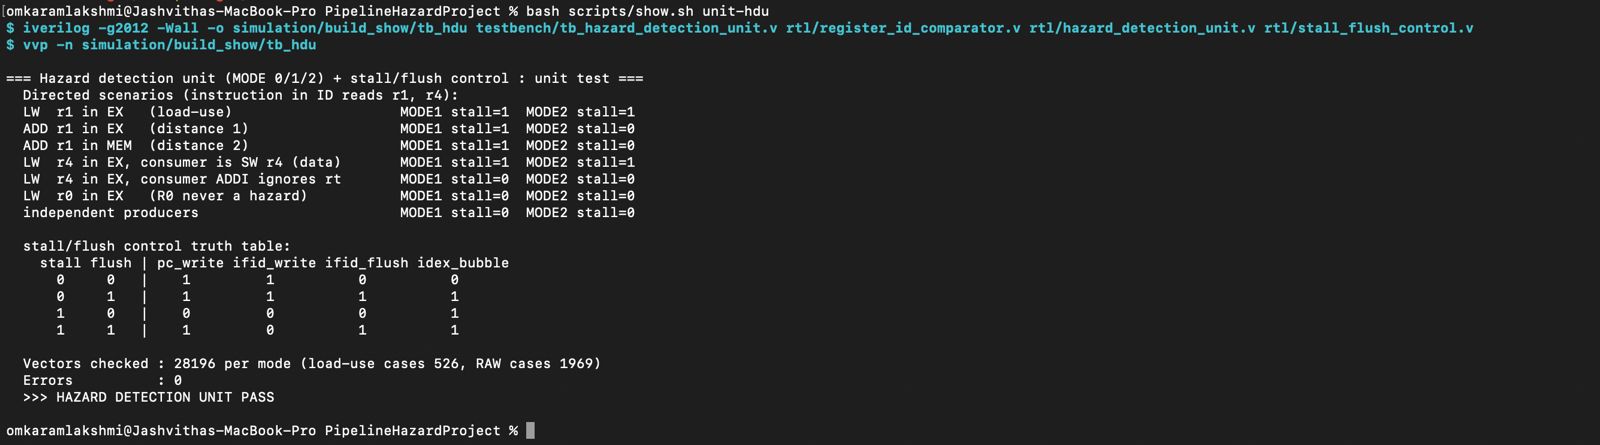 omkaramlakshmi@Jashvithas-MacBook-Pro PipelineHazardProject % bash scripts/show.sh unit-hdu
$ iverilog -g2012 -Wall -o simulation/build_show/tb_hdu testbench/tb_hazard_detection_unit.v rtl/register_id_comparator.v rtl/hazard_detection_unit.v rtl/stall_flush_control.v
$ vvp -n simulation/build_show/tb_hdu
=== Hazard detection unit (MODE 0/1/2) + stall/flush control : unit test ===
Directed scenarios (instruction in ID reads r1, r4):
LW  r1 in EX   (load-use)                     MODE1 stall=1  MODE2 stall=1
ADD r1 in EX   (distance 1)                   MODE1 stall=1  MODE2 stall=0
ADD r1 in MEM  (distance 2)                   MODE1 stall=1  MODE2 stall=0
LW  r4 in EX, consumer is SW r4 (data)        MODE1 stall=1  MODE2 stall=1
LW  r4 in EX, consumer ADDI ignores rt        MODE1 stall=0  MODE2 stall=0
LW  r0 in EX   (R0 never a hazard)            MODE1 stall=0  MODE2 stall=0
independent producers                         MODE1 stall=0  MODE2 stall=0
stall/flush control truth table:
stall flush | pc_write ifid_write ifid_flush idex_bubble
0     0   |    1         1          0          0
0     1   |    1         1          1          1
1     0   |    0         0          0          1
1     1   |    1         0          1          1
Vectors checked : 28196 per mode (load-use cases 526, RAW cases 1969)
Errors          : 0
>>> HAZARD DETECTION UNIT PASS
omkaramlakshmi@Jashvithas-MacBook-Pro PipelineHazardProject %